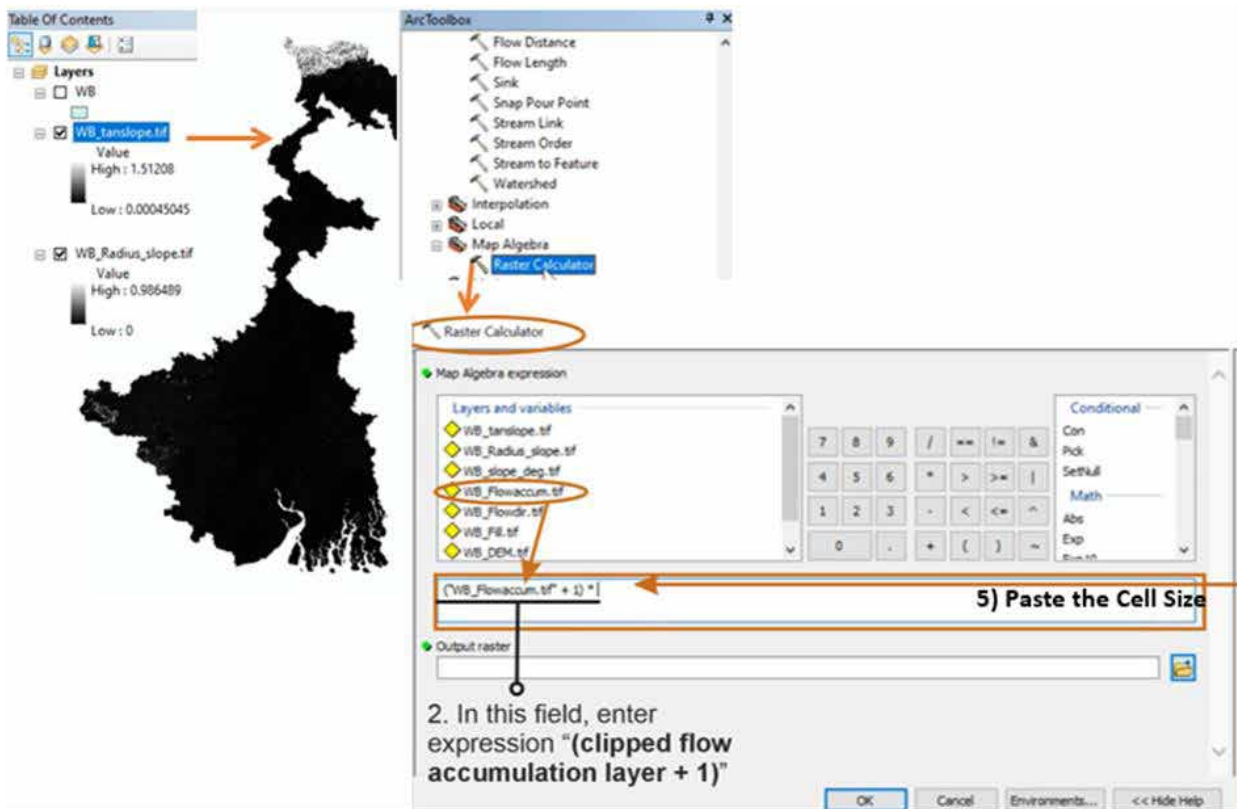 Table Of Contents
Layers
WB
WB_tanslope.tif
Value
High : 1.51208
Low : 0.00045045
WB_Radius_slope.tif
Value
High : 0.986489
Low : 0
ArcToolbox
Flow Distance
Flow Length
Sink
Snap Pour Point
Stream Link
Stream Order
Stream to Feature
Watershed
Interpolation
Local
Map Algebra
Raster Calculator
Raster Calculator
Map Algebra expression
Layers and variables
WB_tanslope.tif
WB_Radius_slope.tif
WB_slope_deg.tif
WB_Flowaccum.tif
WB_Flowdir.tif
WB_Fill.tif
WB_DEM.tif
7 8 9 / == != &
4 5 6 * > >= |
1 2 3 - < <= ^
0 . + ( ) ~
Conditional
Con
Pick
SetNull
Math
Abs
Exp
("WB_Flowaccum.tif" + 1) *
5) Paste the Cell Size
Output raster
2. In this field, enter
expression “(clipped flow
accumulation layer + 1)”
OK Cancel Environments... << Hide Help